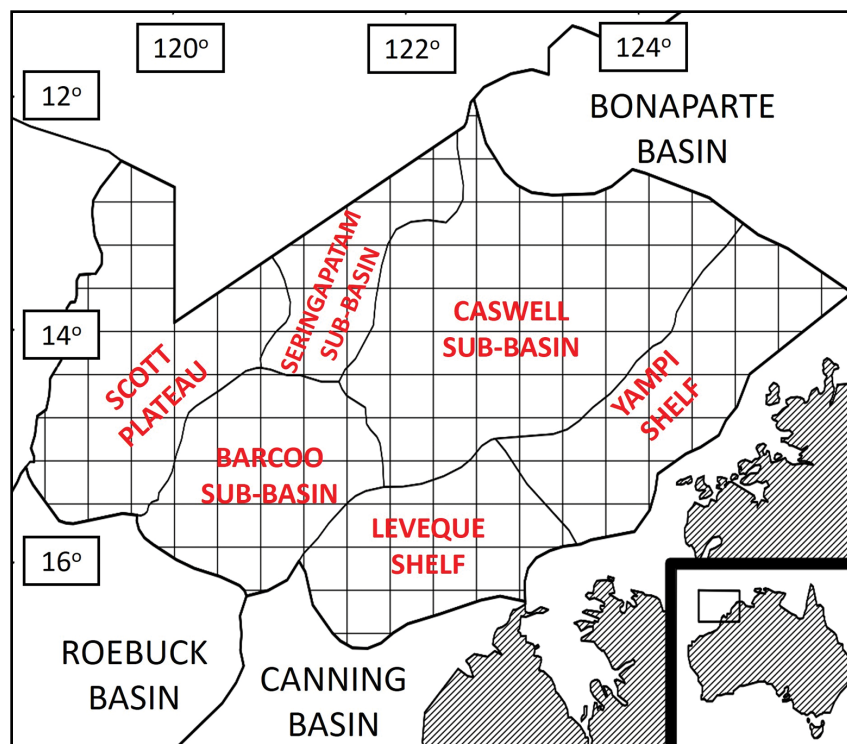 120°
122°
124°
12°
BONAPARTE
BASIN
SERINGAPATAM
SUB-BASIN
CASWELL
SUB-BASIN
14°
SCOTT
PLATEAU
YAMPI
SHELF
BARCOO
SUB-BASIN
LEVEQUE
SHELF
16°
ROEBUCK
BASIN
CANNING
BASIN